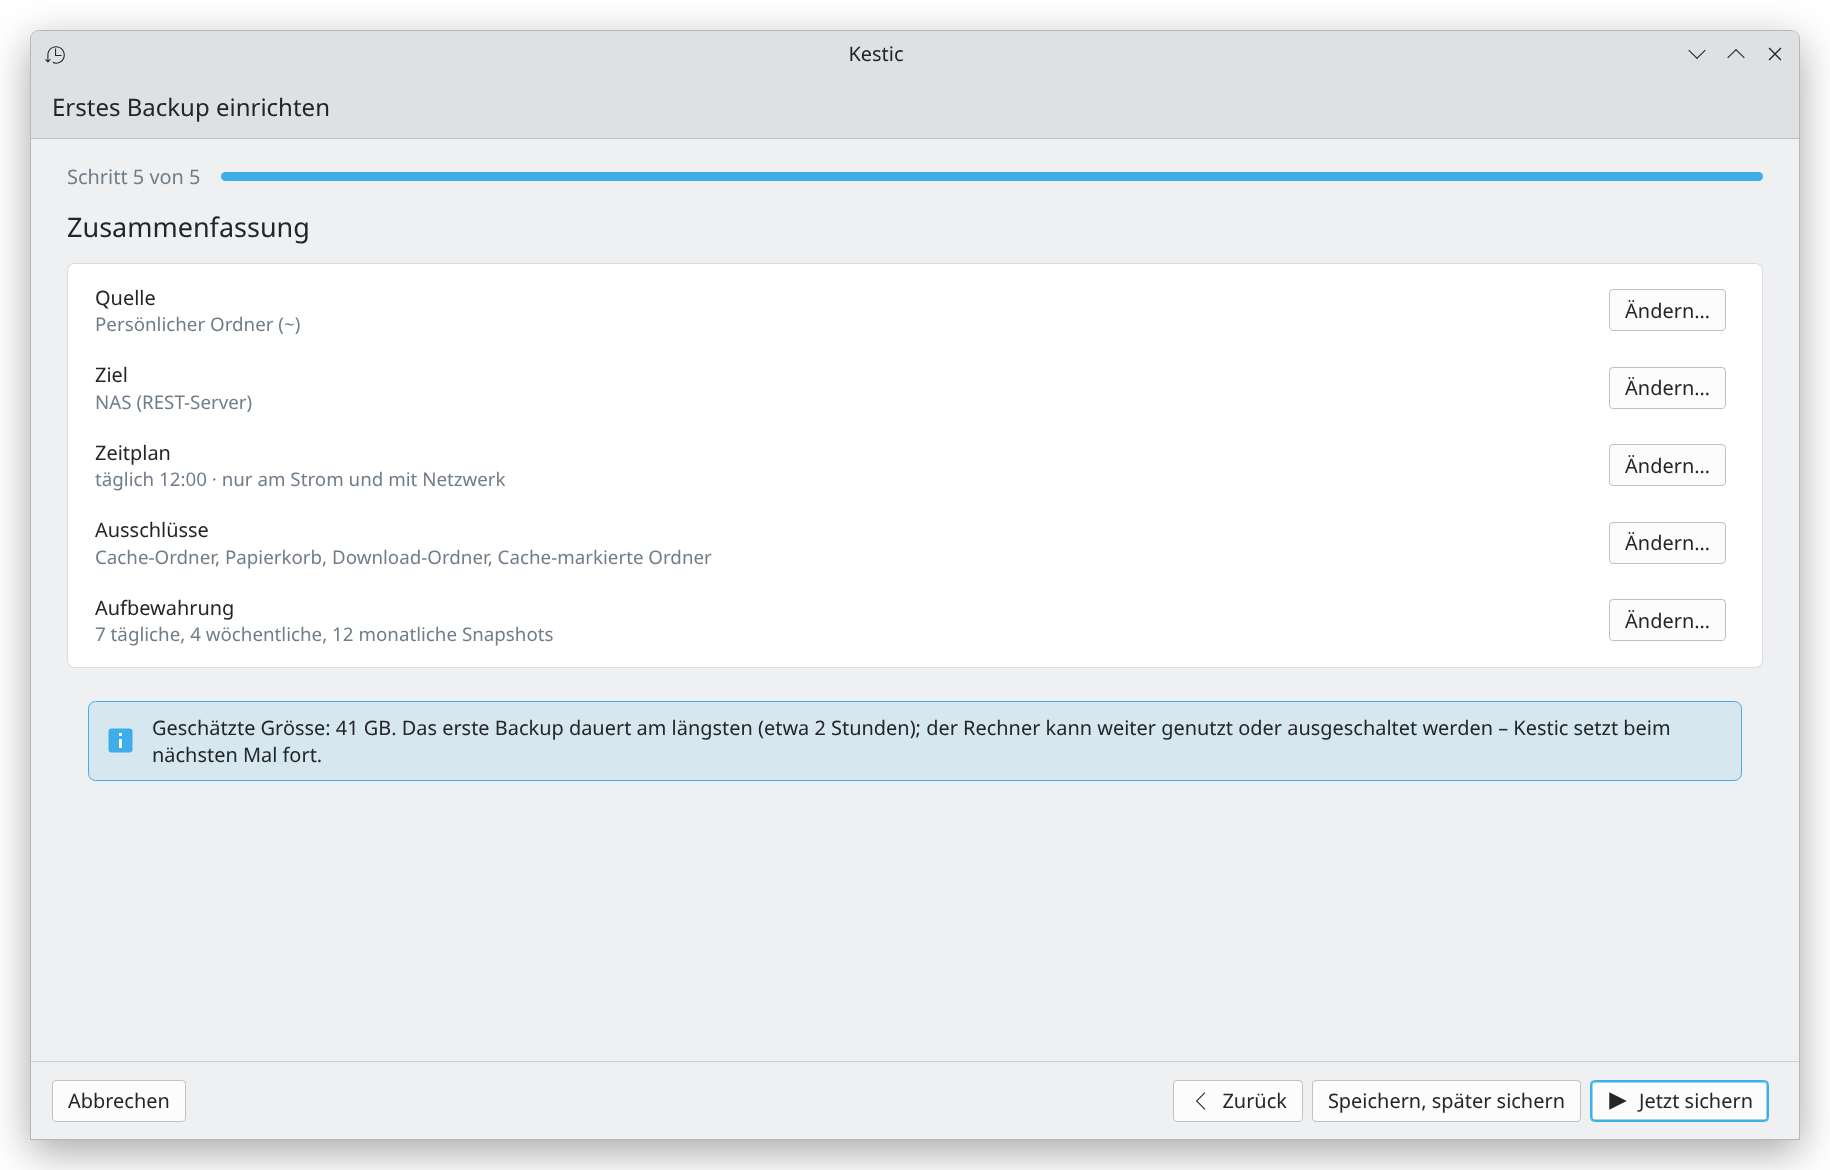 Kestic
Erstes Backup einrichten
Schritt 5 von 5
Zusammenfassung
Quelle
Persönlicher Ordner (~)
Ändern…
Ziel
NAS (REST-Server)
Ändern…
Zeitplan
täglich 12:00 · nur am Strom und mit Netzwerk
Ändern…
Ausschlüsse
Cache-Ordner, Papierkorb, Download-Ordner, Cache-markierte Ordner
Ändern…
Aufbewahrung
7 tägliche, 4 wöchentliche, 12 monatliche Snapshots
Ändern…
Geschätzte Grösse: 41 GB. Das erste Backup dauert am längsten (etwa 2 Stunden); der Rechner kann weiter genutzt oder ausgeschaltet werden – Kestic setzt beim
nächsten Mal fort.
Abbrechen
Zurück
Speichern, später sichern
Jetzt sichern